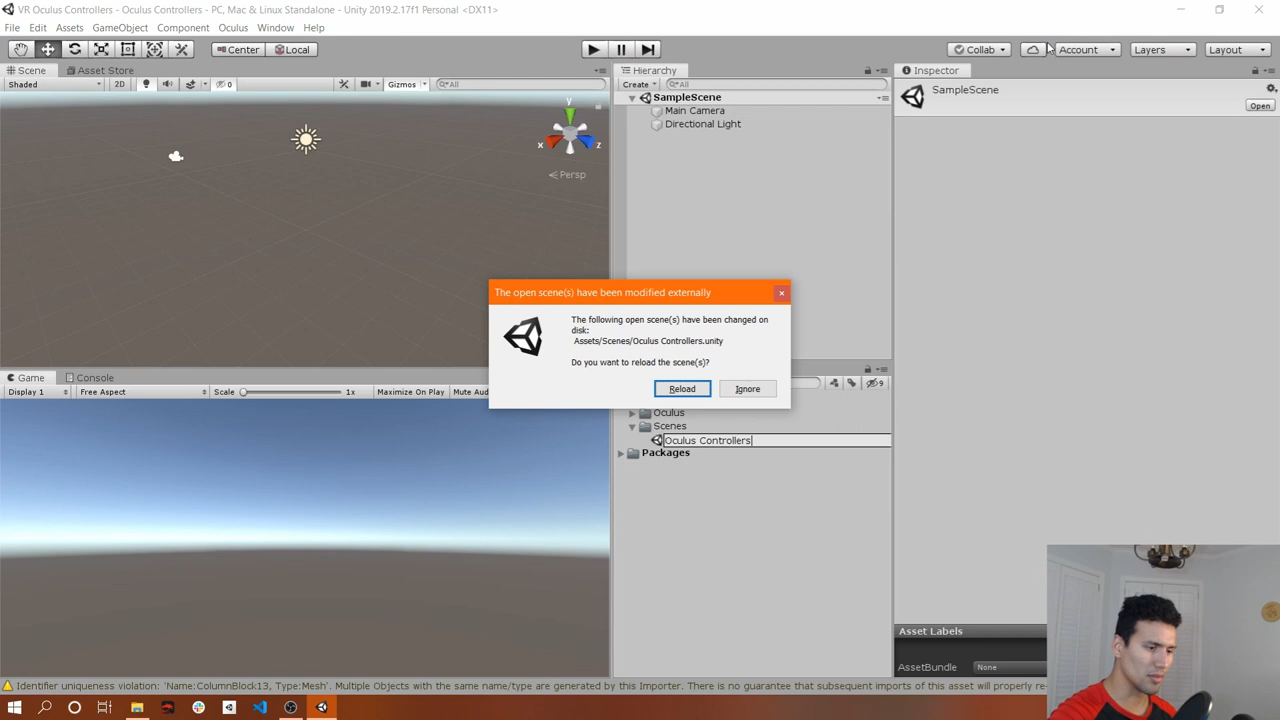 VR Oculus Controllers - Oculus Controllers - PC, Mac & Linux Standalone - Unity 2019.2.17f1 Personal <DX11>
File Edit Assets GameObject Component Oculus Window Help
Center Local Collab Account Layers Layout
Scene Asset Store Hierarchy Inspector
Shaded 2D 0 Gizmos All Create All
SampleScene
Open
SampleScene
Main Camera
Directional Light
y
x z
Persp
The open scene(s) have been modified externally
The following open scene(s) have been changed on
disk:
Assets/Scenes/Oculus Controllers.unity
Do you want to reload the scene(s)?
Reload Ignore
Game Console
Display 1 Free Aspect Scale 1x Maximize On Play Mute Aud
9
Oculus
Scenes
Oculus Controllers
Packages
Asset Labels
AssetBundle None
Identifier uniqueness violation: 'Name:ColumnBlock13, Type:Mesh'. Multiple Objects with the same name/type are generated by this Importer. There is no guarantee that subsequent imports of this asset will properly re-